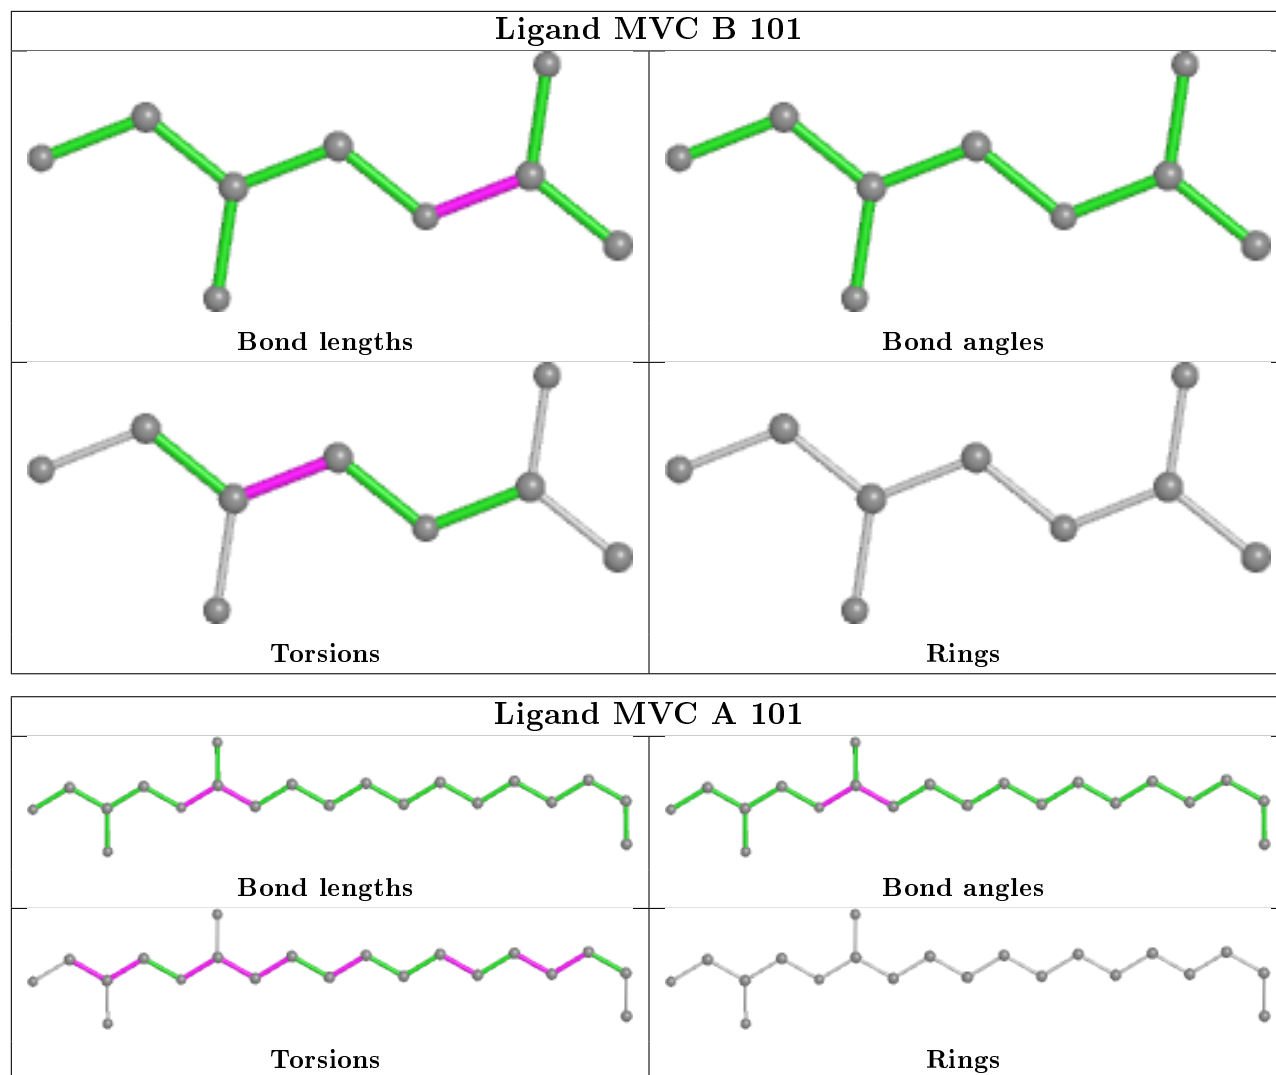 Ligand MVC B 101
Bond lengths
Bond angles
Torsions
Rings
Ligand MVC A 101
Bond lengths
Bond angles
Torsions
Rings